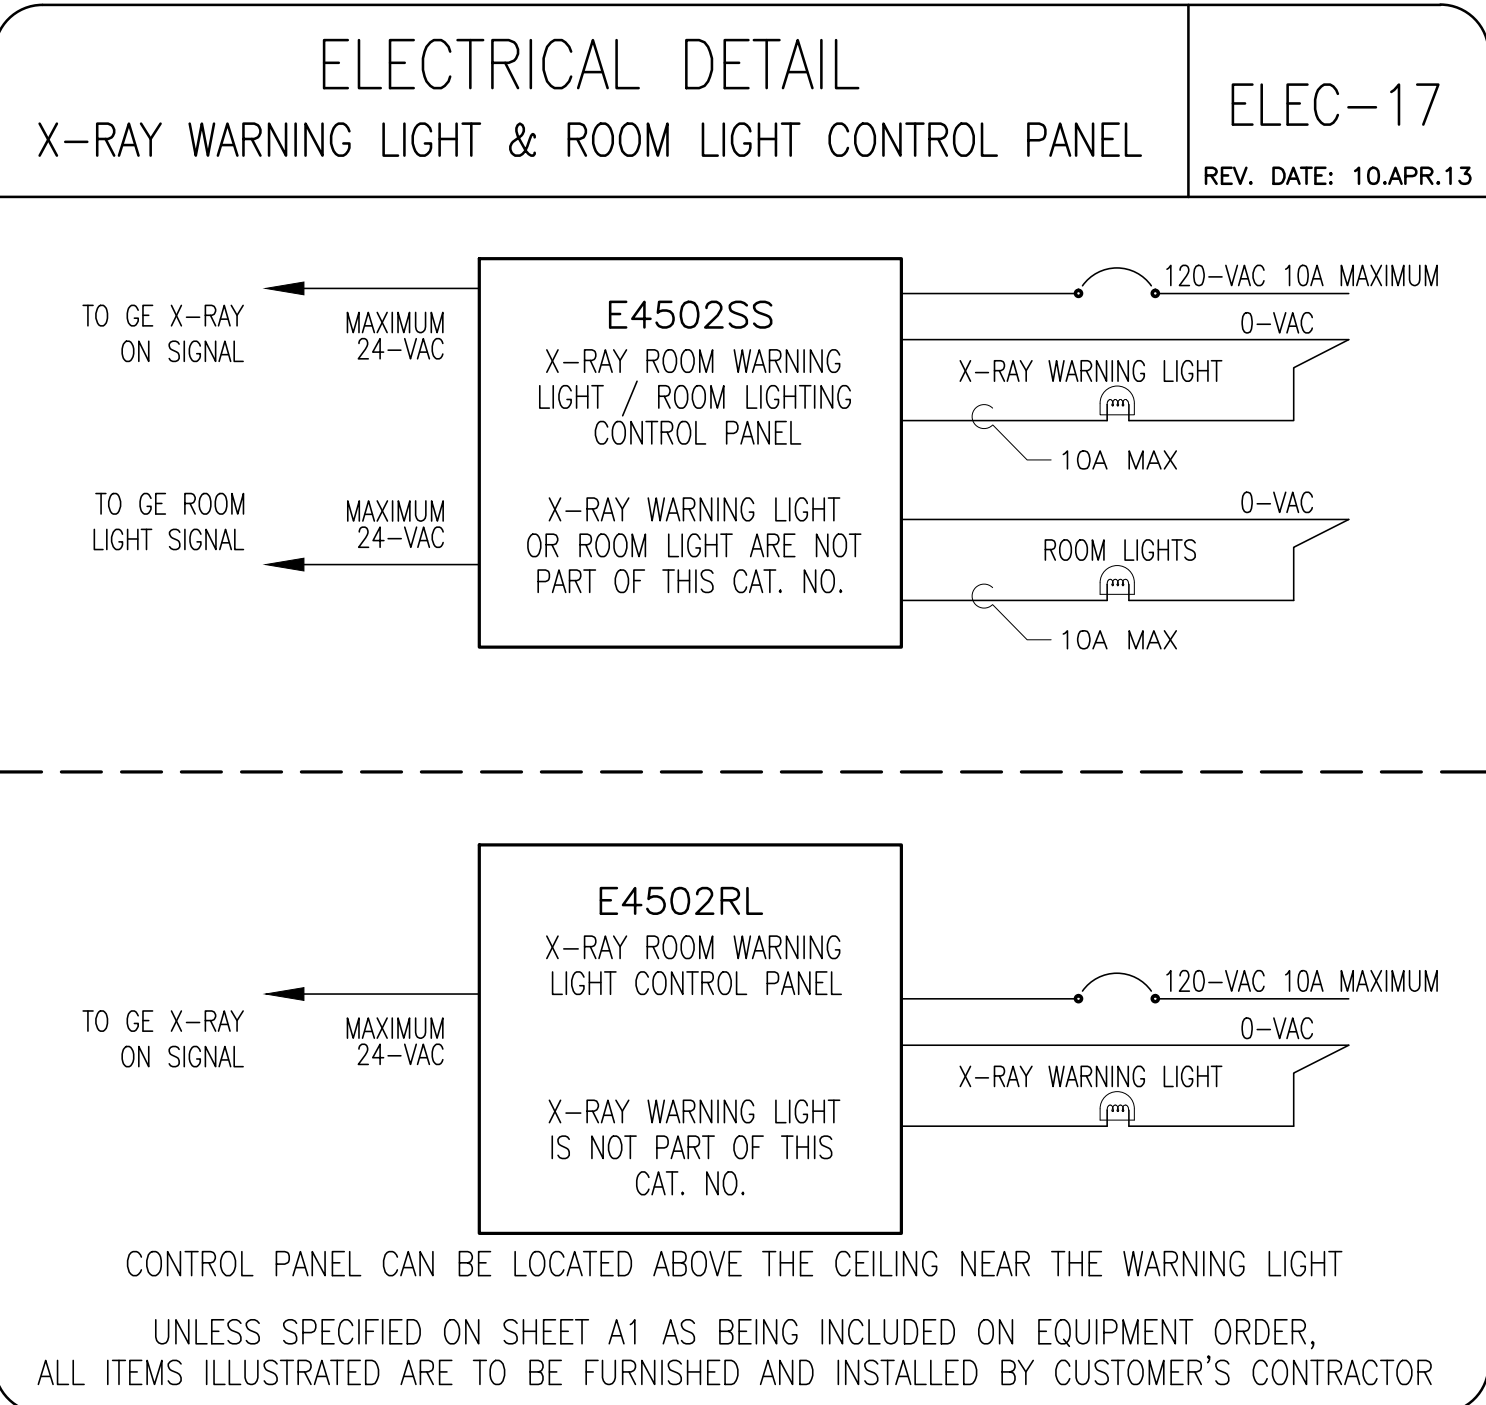 ELECTRICAL DETAIL
X-RAY WARNING LIGHT & ROOM LIGHT CONTROL PANEL
ELEC-17
REV. DATE: 10.APR.13
TO GE X-RAY
ON SIGNAL
MAXIMUM
24-VAC
TO GE ROOM
LIGHT SIGNAL
MAXIMUM
24-VAC
E4502SS
X-RAY ROOM WARNING
LIGHT / ROOM LIGHTING
CONTROL PANEL
X-RAY WARNING LIGHT
OR ROOM LIGHT ARE NOT
PART OF THIS CAT. NO.
120-VAC 10A MAXIMUM
0-VAC
X-RAY WARNING LIGHT
10A MAX
0-VAC
ROOM LIGHTS
10A MAX
TO GE X-RAY
ON SIGNAL
MAXIMUM
24-VAC
E4502RL
X-RAY ROOM WARNING
LIGHT CONTROL PANEL
X-RAY WARNING LIGHT
IS NOT PART OF THIS
CAT. NO.
120-VAC 10A MAXIMUM
0-VAC
X-RAY WARNING LIGHT
CONTROL PANEL CAN BE LOCATED ABOVE THE CEILING NEAR THE WARNING LIGHT
UNLESS SPECIFIED ON SHEET A1 AS BEING INCLUDED ON EQUIPMENT ORDER,
ALL ITEMS ILLUSTRATED ARE TO BE FURNISHED AND INSTALLED BY CUSTOMER'S CONTRACTOR